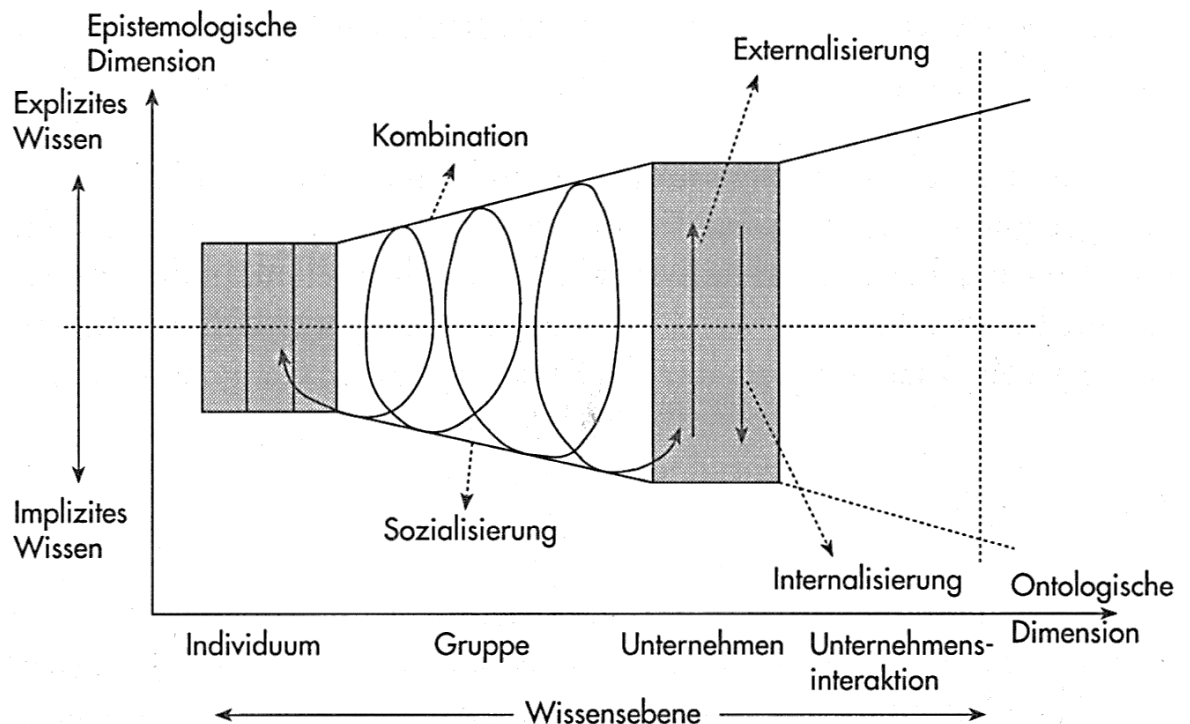 Epistemologische
Dimension
Externalisierung
Explizites
Wissen
Kombination
Implizites
Wissen
Sozialisierung
Internalisierung
Ontologische
Dimension
Individuum
Gruppe
Unternehmen
Unternehmens-
interaktion
Wissensebene